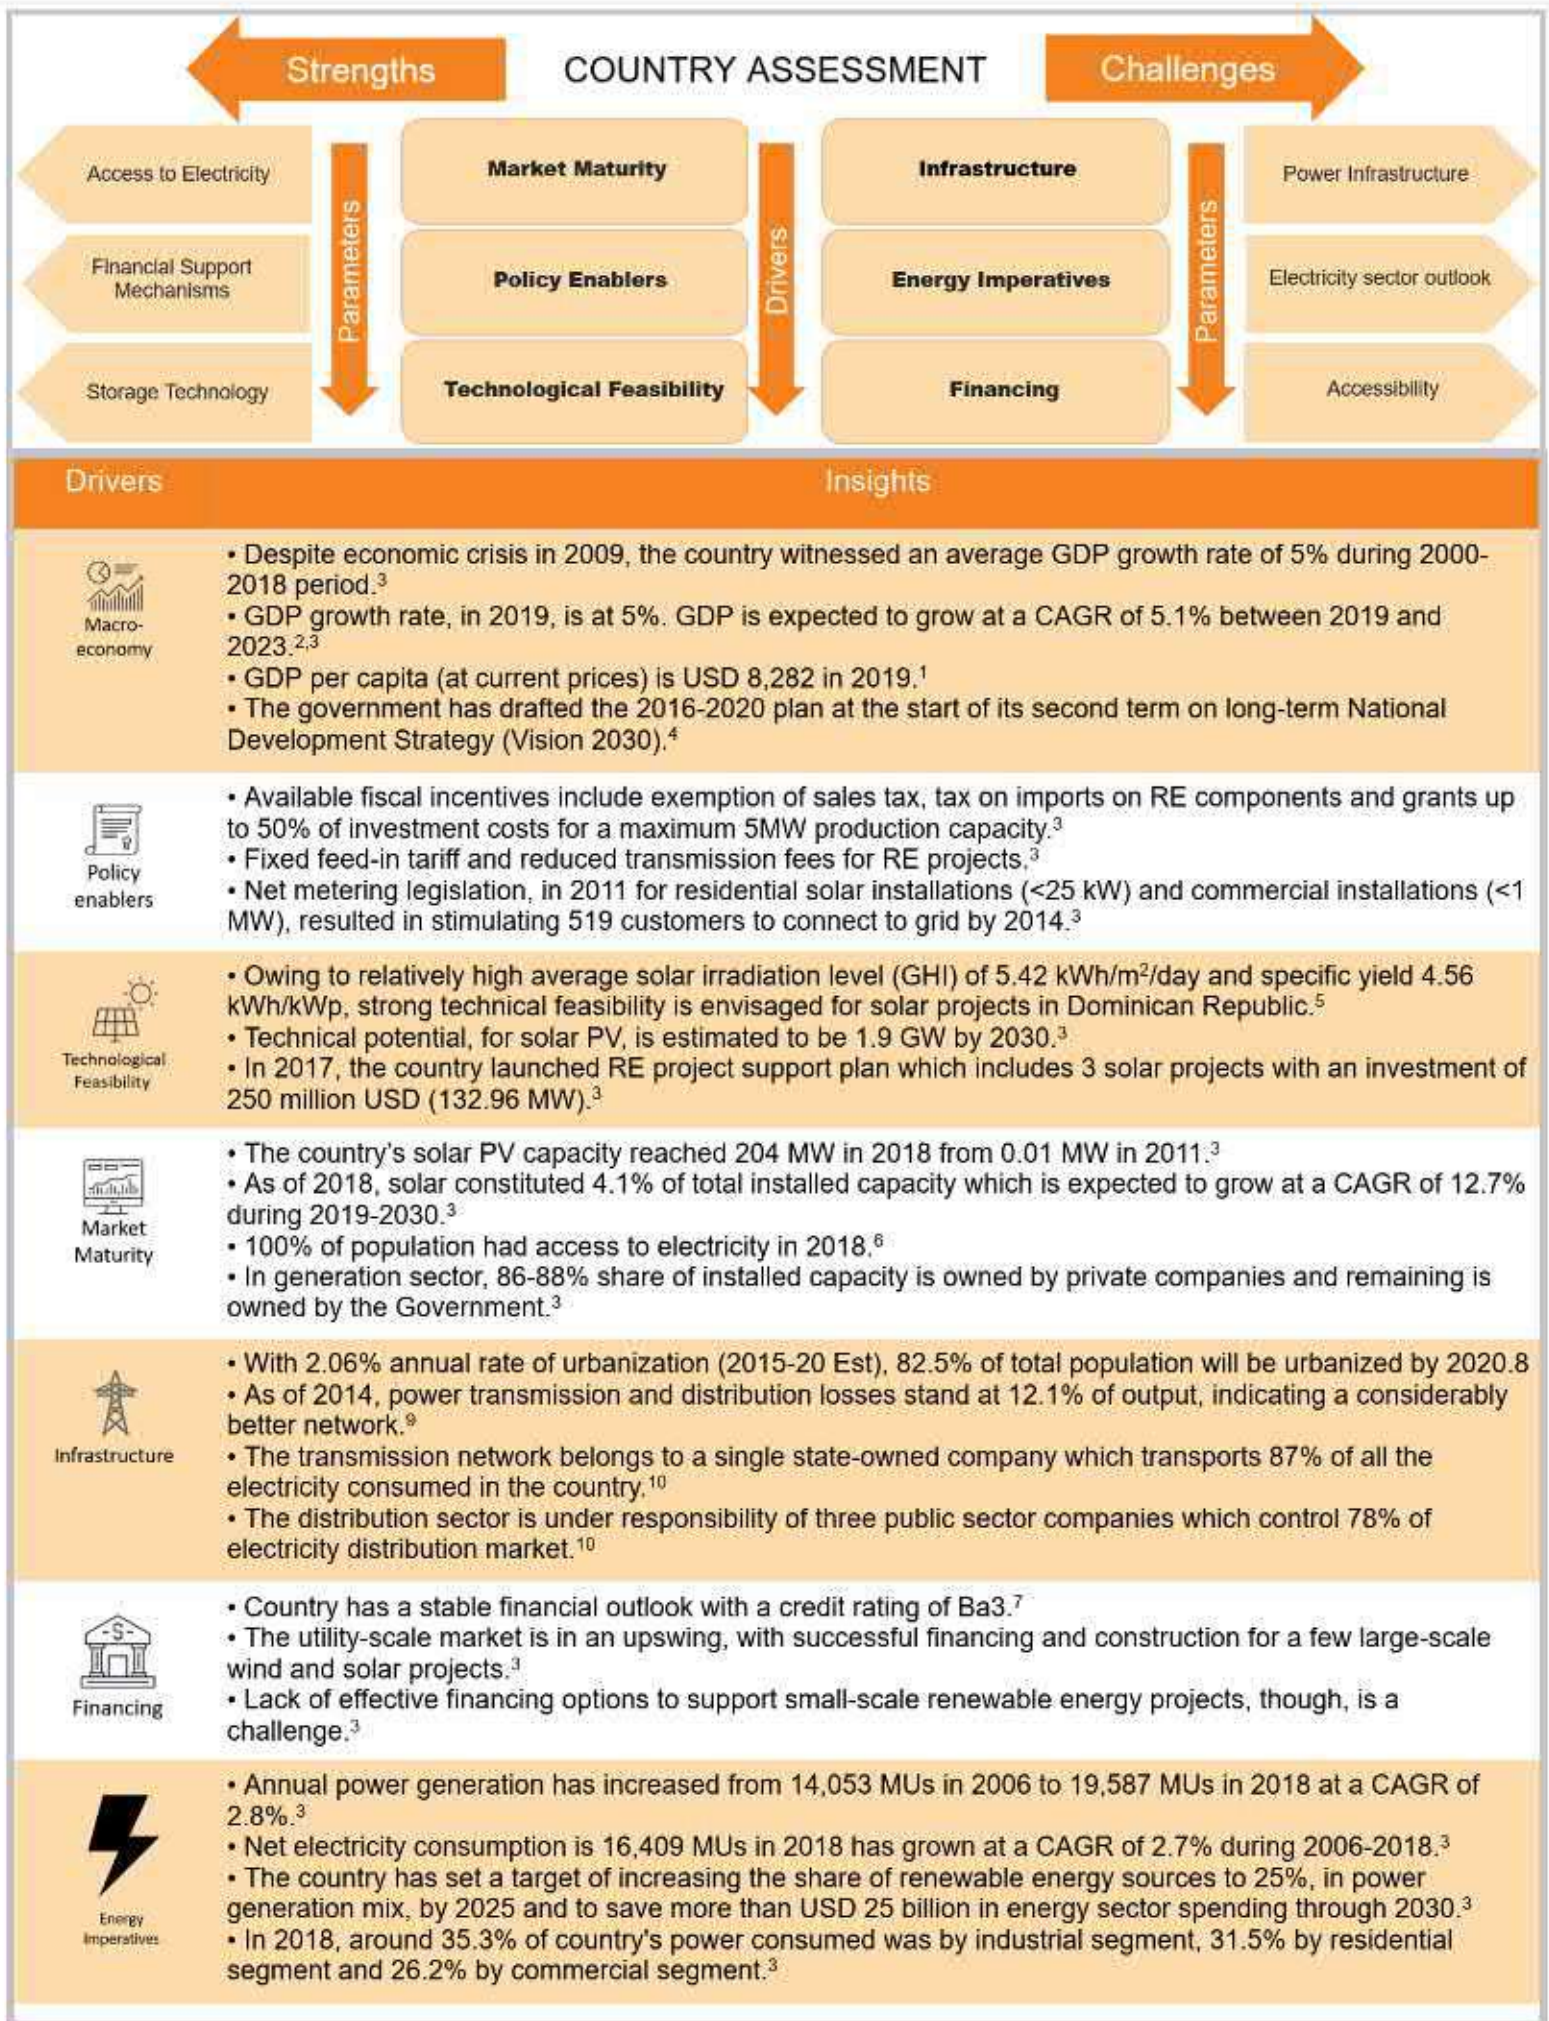 Strengths
COUNTRY ASSESSMENT
Challenges
Access to Electricity
Financial Support
Mechanisms
Storage Technology
Parameters
Market Maturity
Policy Enablers
Technological Feasibility
Drivers
Infrastructure
Energy Imperatives
Financing
Parameters
Power Infrastructure
Electricity sector outlook
Accessibility
Drivers
Insights
Macro-
economy
• Despite economic crisis in 2009, the country witnessed an average GDP growth rate of 5% during 2000-
2018 period.³
• GDP growth rate, in 2019, is at 5%. GDP is expected to grow at a CAGR of 5.1% between 2019 and
2023.²,³
• GDP per capita (at current prices) is USD 8,282 in 2019.¹
• The government has drafted the 2016-2020 plan at the start of its second term on long-term National
Development Strategy (Vision 2030).⁴
Policy
enablers
• Available fiscal incentives include exemption of sales tax, tax on imports on RE components and grants up
to 50% of investment costs for a maximum 5MW production capacity.³
• Fixed feed-in tariff and reduced transmission fees for RE projects.³
• Net metering legislation, in 2011 for residential solar installations (<25 kW) and commercial installations (<1
MW), resulted in stimulating 519 customers to connect to grid by 2014.³
Technological
Feasibility
• Owing to relatively high average solar irradiation level (GHI) of 5.42 kWh/m²/day and specific yield 4.56
kWh/kWp, strong technical feasibility is envisaged for solar projects in Dominican Republic.⁵
• Technical potential, for solar PV, is estimated to be 1.9 GW by 2030.³
• In 2017, the country launched RE project support plan which includes 3 solar projects with an investment of
250 million USD (132.96 MW).³
Market
Maturity
• The country's solar PV capacity reached 204 MW in 2018 from 0.01 MW in 2011.³
• As of 2018, solar constituted 4.1% of total installed capacity which is expected to grow at a CAGR of 12.7%
during 2019-2030.³
• 100% of population had access to electricity in 2018.⁶
• In generation sector, 86-88% share of installed capacity is owned by private companies and remaining is
owned by the Government.³
Infrastructure
• With 2.06% annual rate of urbanization (2015-20 Est), 82.5% of total population will be urbanized by 2020.8
• As of 2014, power transmission and distribution losses stand at 12.1% of output, indicating a considerably
better network.⁹
• The transmission network belongs to a single state-owned company which transports 87% of all the
electricity consumed in the country.¹⁰
• The distribution sector is under responsibility of three public sector companies which control 78% of
electricity distribution market.¹⁰
-$-
Financing
• Country has a stable financial outlook with a credit rating of Ba3.⁷
• The utility-scale market is in an upswing, with successful financing and construction for a few large-scale
wind and solar projects.³
• Lack of effective financing options to support small-scale renewable energy projects, though, is a
challenge.³
Energy
Imperatives
• Annual power generation has increased from 14,053 MUs in 2006 to 19,587 MUs in 2018 at a CAGR of
2.8%.³
• Net electricity consumption is 16,409 MUs in 2018 has grown at a CAGR of 2.7% during 2006-2018.³
• The country has set a target of increasing the share of renewable energy sources to 25%, in power
generation mix, by 2025 and to save more than USD 25 billion in energy sector spending through 2030.³
• In 2018, around 35.3% of country's power consumed was by industrial segment, 31.5% by residential
segment and 26.2% by commercial segment.³